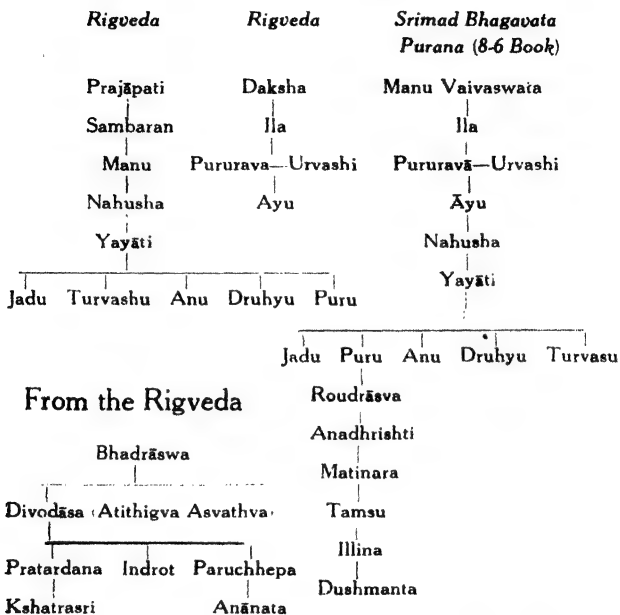 Rigveda Rigveda Srimad Bhagavata
Purana (8-6 Book)
Prajāpati Daksha Manu Vaivaswata
Sambaran Ila Ila
Manu Pururava—Urvashi Pururavā—Urvashi
Nahusha Ayu Āyu
Yayāti Nahusha
Yayāti
Jadu Turvashu Anu Druhyu Puru
Jadu Puru Anu Druhyu Turvasu
From the Rigveda
Bhadrāswa
Divodāsa (Atithigva Asvathva)
Pratardana Indrot Paruchhepa
Kshatrasri Anānata
Roudrāsva
Anadhrishti
Matinara
Tamsu
Illina
Dushmanta